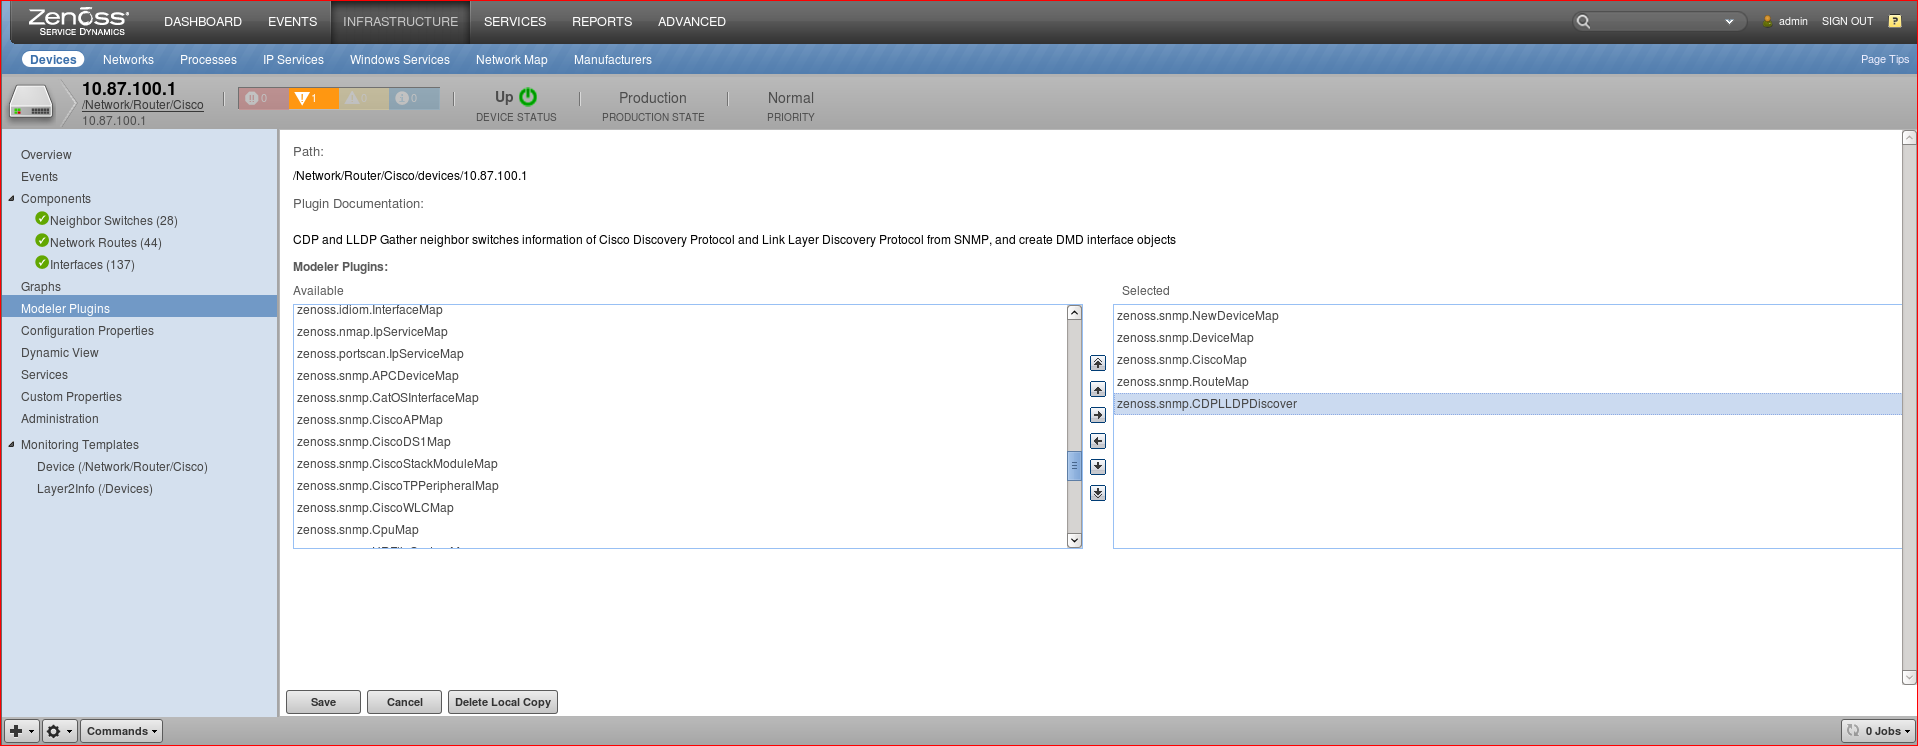 Zenoss
SERVICE DYNAMICS
DASHBOARD EVENTS INFRASTRUCTURE SERVICES REPORTS ADVANCED
admin SIGN OUT ?
Devices Networks Processes IP Services Windows Services Network Map Manufacturers
Page Tips
10.87.100.1
/Network/Router/Cisco
10.87.100.1
0 1 0 0
Up
DEVICE STATUS
Production
PRODUCTION STATE
Normal
PRIORITY
Overview
Events
Components
Neighbor Switches (28)
Network Routes (44)
Interfaces (137)
Graphs
Modeler Plugins
Configuration Properties
Dynamic View
Services
Custom Properties
Administration
Monitoring Templates
Device (/Network/Router/Cisco)
Layer2Info (/Devices)
Path:
/Network/Router/Cisco/devices/10.87.100.1
Plugin Documentation:
CDP and LLDP Gather neighbor switches information of Cisco Discovery Protocol and Link Layer Discovery Protocol from SNMP, and create DMD interface objects
Modeler Plugins:
Available
zenoss.idiom.InterfaceMap
zenoss.nmap.IpServiceMap
zenoss.portscan.IpServiceMap
zenoss.snmp.APCDeviceMap
zenoss.snmp.CatOSInterfaceMap
zenoss.snmp.CiscoAPMap
zenoss.snmp.CiscoDS1Map
zenoss.snmp.CiscoStackModuleMap
zenoss.snmp.CiscoTPPeripheralMap
zenoss.snmp.CiscoWLCMap
zenoss.snmp.CpuMap
Selected
zenoss.snmp.NewDeviceMap
zenoss.snmp.DeviceMap
zenoss.snmp.CiscoMap
zenoss.snmp.RouteMap
zenoss.snmp.CDPLLDPDiscover
Save Cancel Delete Local Copy
Commands
0 Jobs